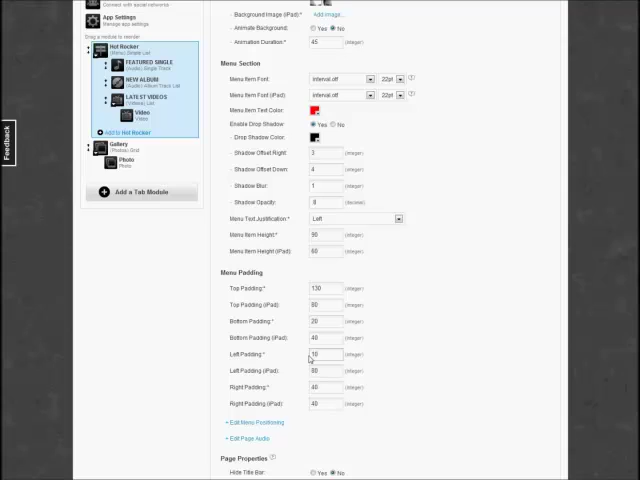 Connect with social networks
App Settings
Manage app settings
Drag a module to reorder
Hot Rocker
(Menu) Simple List
FEATURED SINGLE
(Audio) Single Track
NEW ALBUM
(Audio) Album/Track List
LATEST VIDEOS
(Videos) List
Video
Video
Add to Hot Rocker
Gallery
(Photos) Grid
Photo
Photo
Add a Tab Module
Feedback
Background Image (iPad): Add Image...
Animate Background: Yes No
Animation Duration:* 45 (integer)
Menu Section
Menu Item Font: interval.otf 22pt
Menu Item Font (iPad) interval.otf 22pt
Menu Item Text Color:
Enable Drop Shadow: Yes No
Drop Shadow Color:
Shadow Offset Right 3 (integer)
Shadow Offset Down: 4 (integer)
Shadow Blur: 1 (integer)
Shadow Opacity: .8 (decimal)
Menu Text Justification:* Left
Menu Item Height:* 90 (integer)
Menu Item Height (iPad) 60 (integer)
Menu Padding
Top Padding:* 130 (integer)
Top Padding (iPad): 80 (integer)
Bottom Padding:* 20 (integer)
Bottom Padding (iPad): 40 (integer)
Left Padding:* 10 (integer)
Left Padding (iPad): 80 (integer)
Right Padding:* 40 (integer)
Right Padding (iPad): 40 (integer)
+ Edit Menu Positioning
+ Edit Page Audio
Page Properties
Hide Title Bar: Yes No